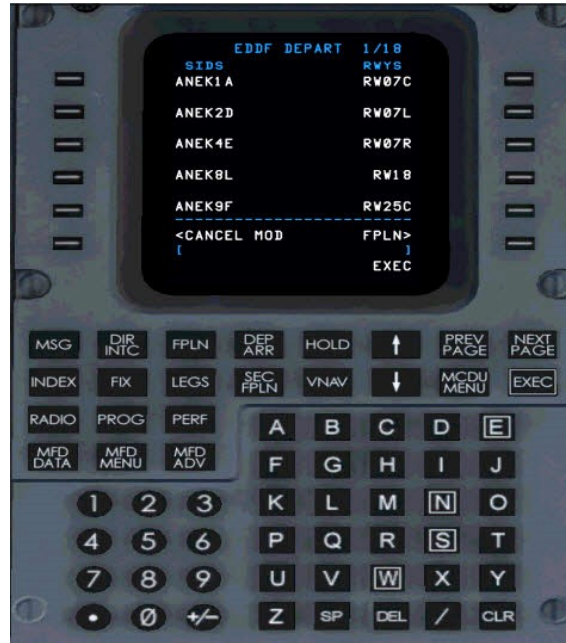 EDDF DEPART 1/18
SIDS RWYS
ANEK1A RW07C
ANEK2D RW07L
ANEK4E RW07R
ANEK8L RW18
ANEK9F RW25C
<CANCEL MOD FPLN>
[ ]
EXEC
MSG DIR INTC FPLN DEP ARR HOLD ↑ PREV PAGE NEXT PAGE
INDEX FIX LEGS SEC FPLN VNAV ↓ MCDU MENU EXEC
RADIO PROG PERF
MFD DATA MFD MENU MFD ADV
A B C D E
F G H I J
1 2 3 K L M N O
4 5 6 P Q R S T
7 8 9 U V W X Y
• 0 +/- Z SP DEL / CLR